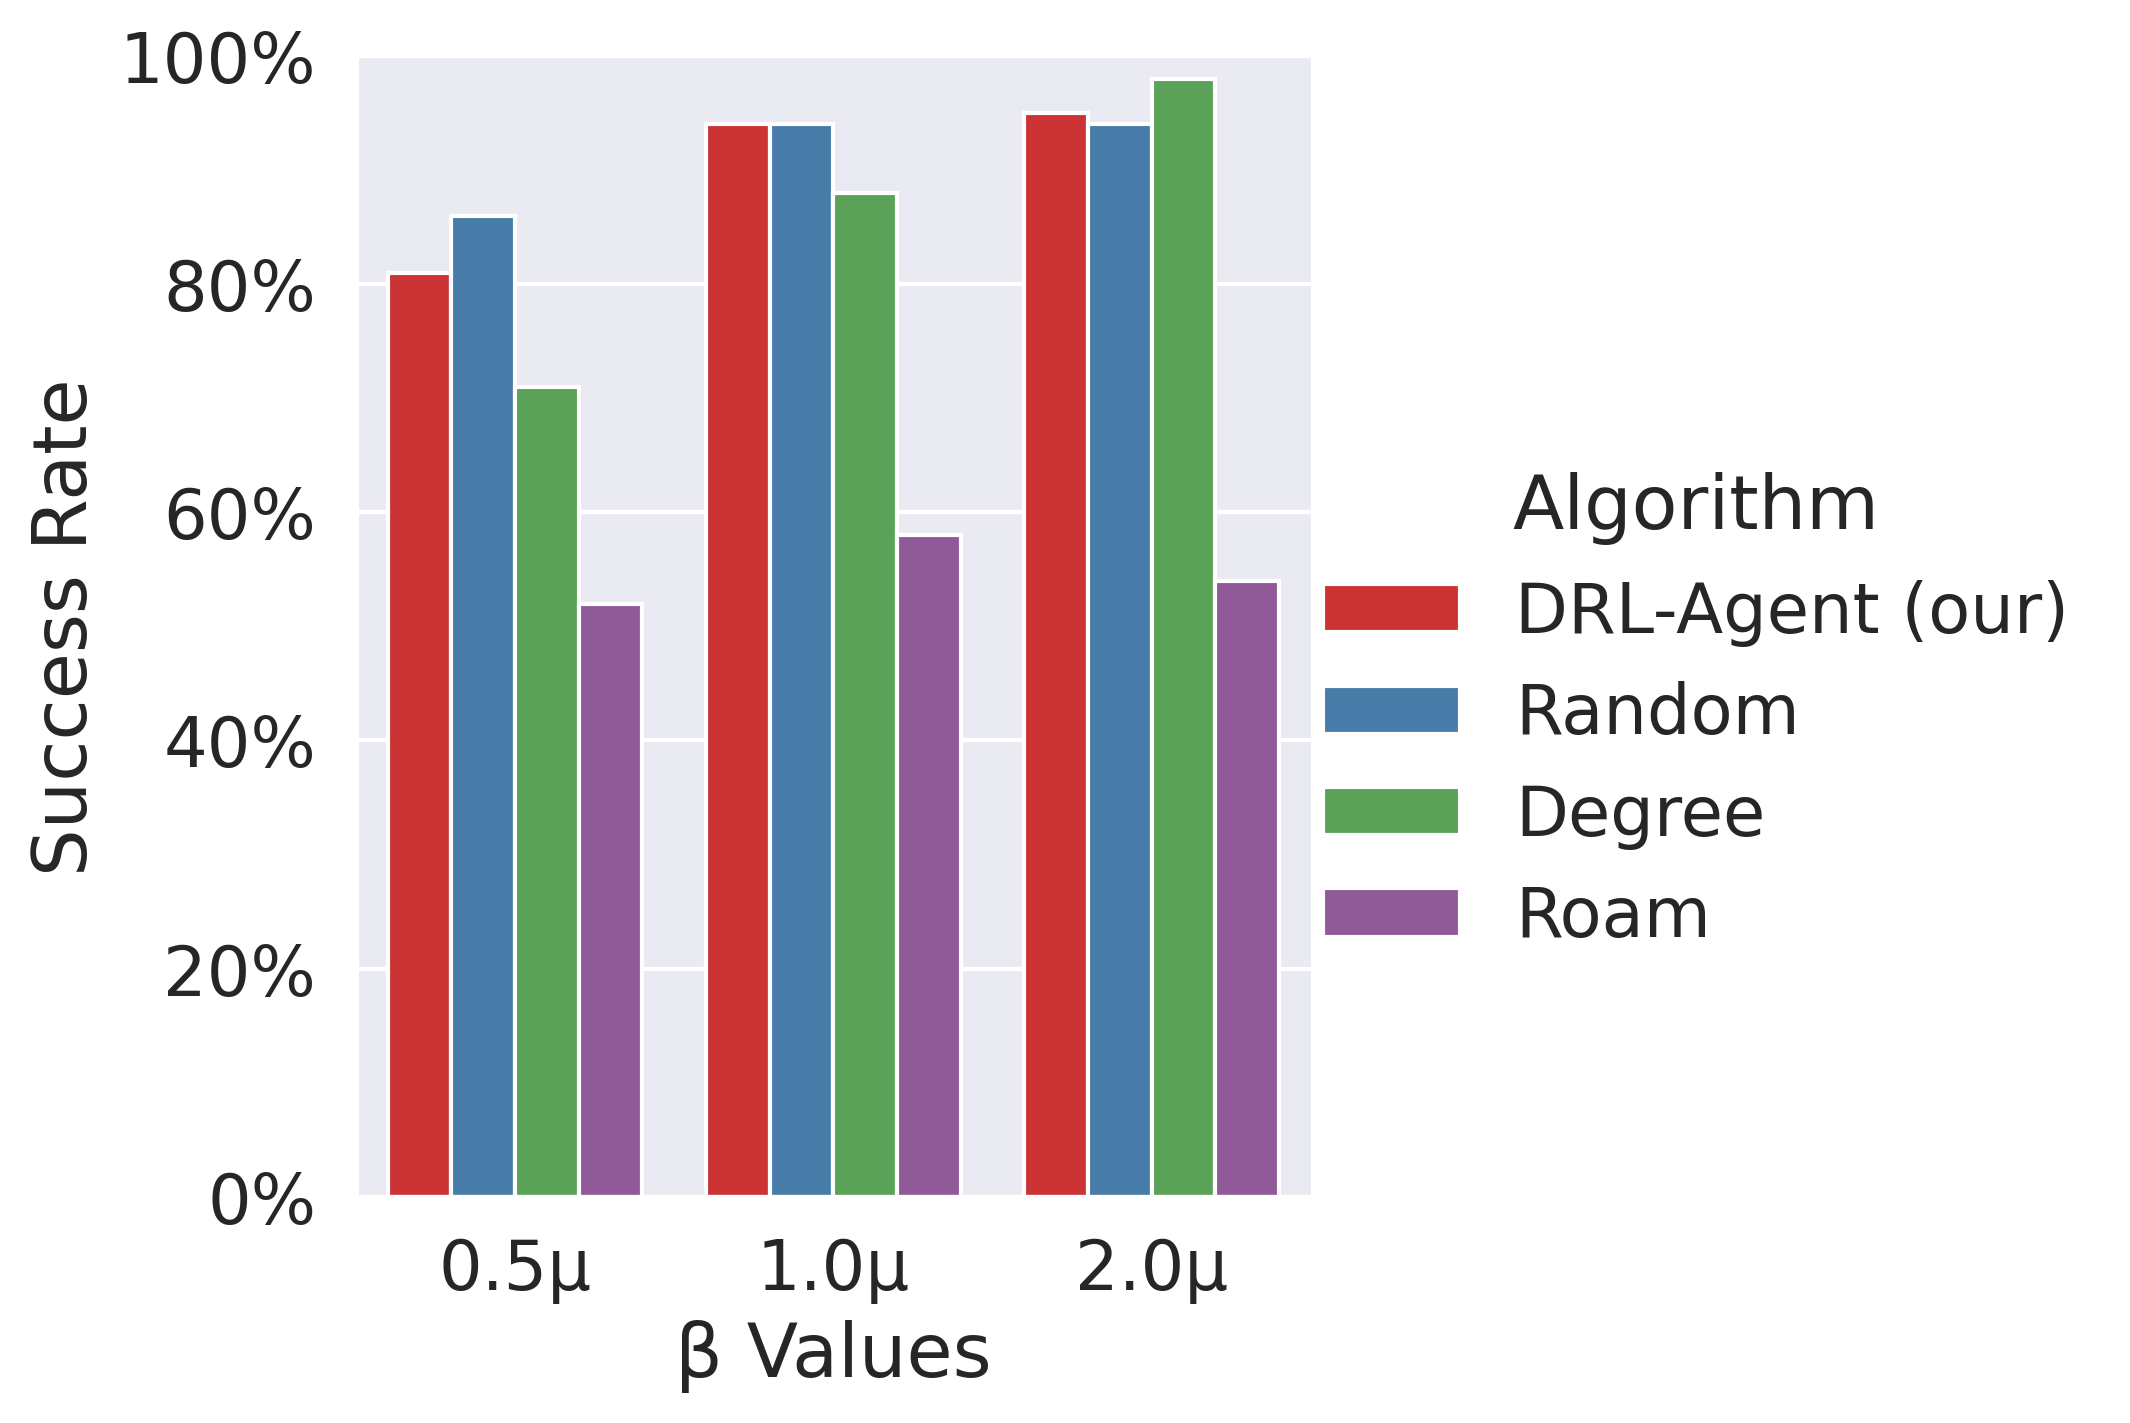 100%
80%
60%
40%
20%
0%
Success Rate
0.5µ
1.0µ
2.0µ
β Values
Algorithm
DRL-Agent (our)
Random
Degree
Roam